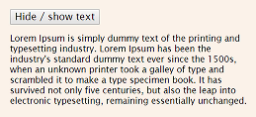 Hide / show text
Lorem Ipsum is simply dummy text of the printing and
typesetting industry. Lorem Ipsum has been the
industry's standard dummy text ever since the 1500s,
when an unknown printer took a galley of type and
scrambled it to make a type specimen book. It has
survived not only five centuries, but also the leap into
electronic typesetting, remaining essentially unchanged.